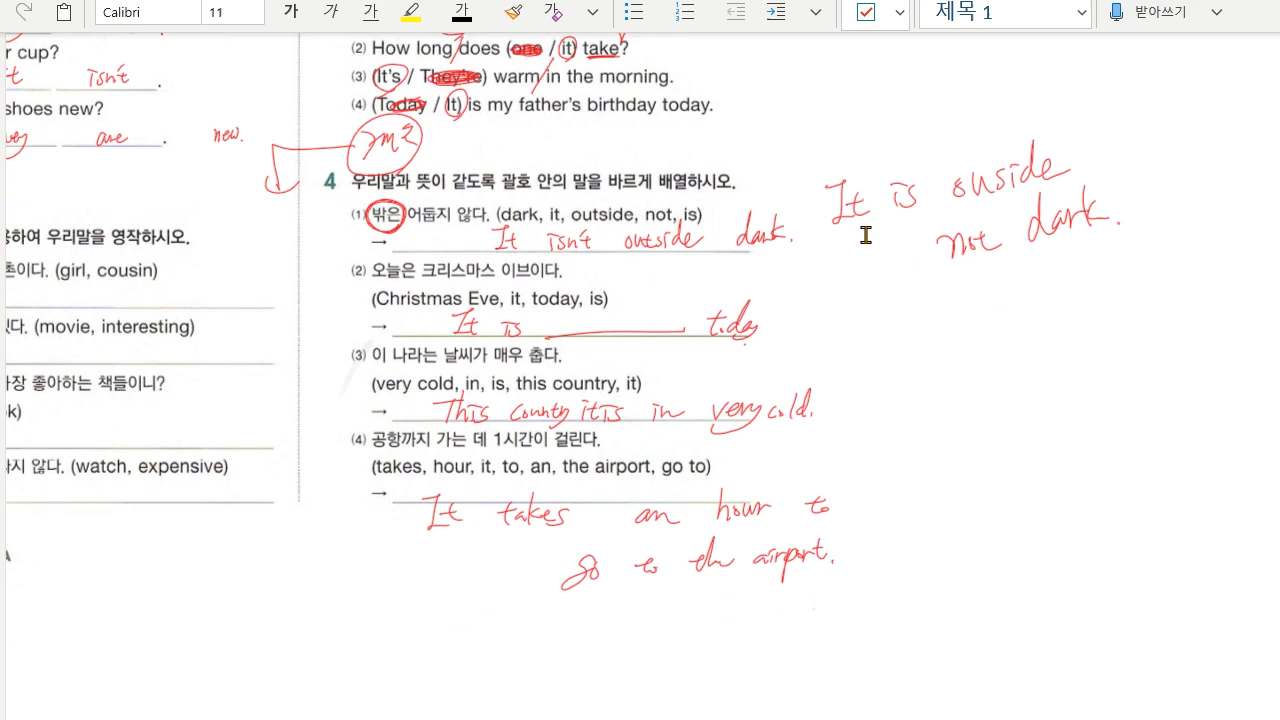 Calibri 11 가 가 가 가 가 제목 1 받아쓰기
r cup?
isn't .
shoes new?
are . new.
용하여 우리말을 영작하시오.
촌이다. (girl, cousin)
있다. (movie, interesting)
가장 좋아하는 책들이니?
k)
하지 않다. (watch, expensive)
(2) How long does (one / it) take?
(3) (It's / They're) warm in the morning.
(4) (Today / It) is my father's birthday today.
4 우리말과 뜻이 같도록 괄호 안의 말을 바르게 배열하시오.
(1) 밖은 어둡지 않다. (dark, it, outside, not, is)
→ It isn't outside dark.
(2) 오늘은 크리스마스 이브이다.
(Christmas Eve, it, today, is)
→ It is today
(3) 이 나라는 날씨가 매우 춥다.
(very cold, in, is, this country, it)
→ This county it is in very cold.
(4) 공항까지 가는 데 1시간이 걸린다.
(takes, hour, it, to, an, the airport, go to)
→
It takes an hour to
go to the airport.
It is ouside
not dark.